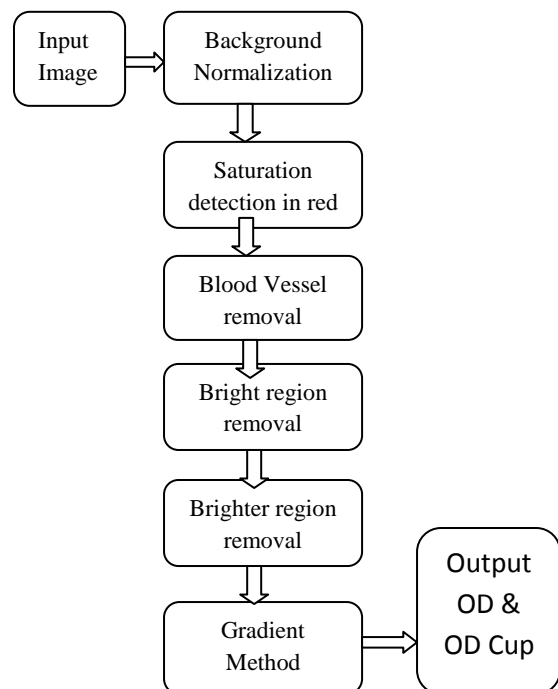 Input
Image
Background
Normalization
Saturation
detection in red
Blood Vessel
removal
Bright region
removal
Brighter region
removal
Gradient
Method
Output
OD &
OD Cup